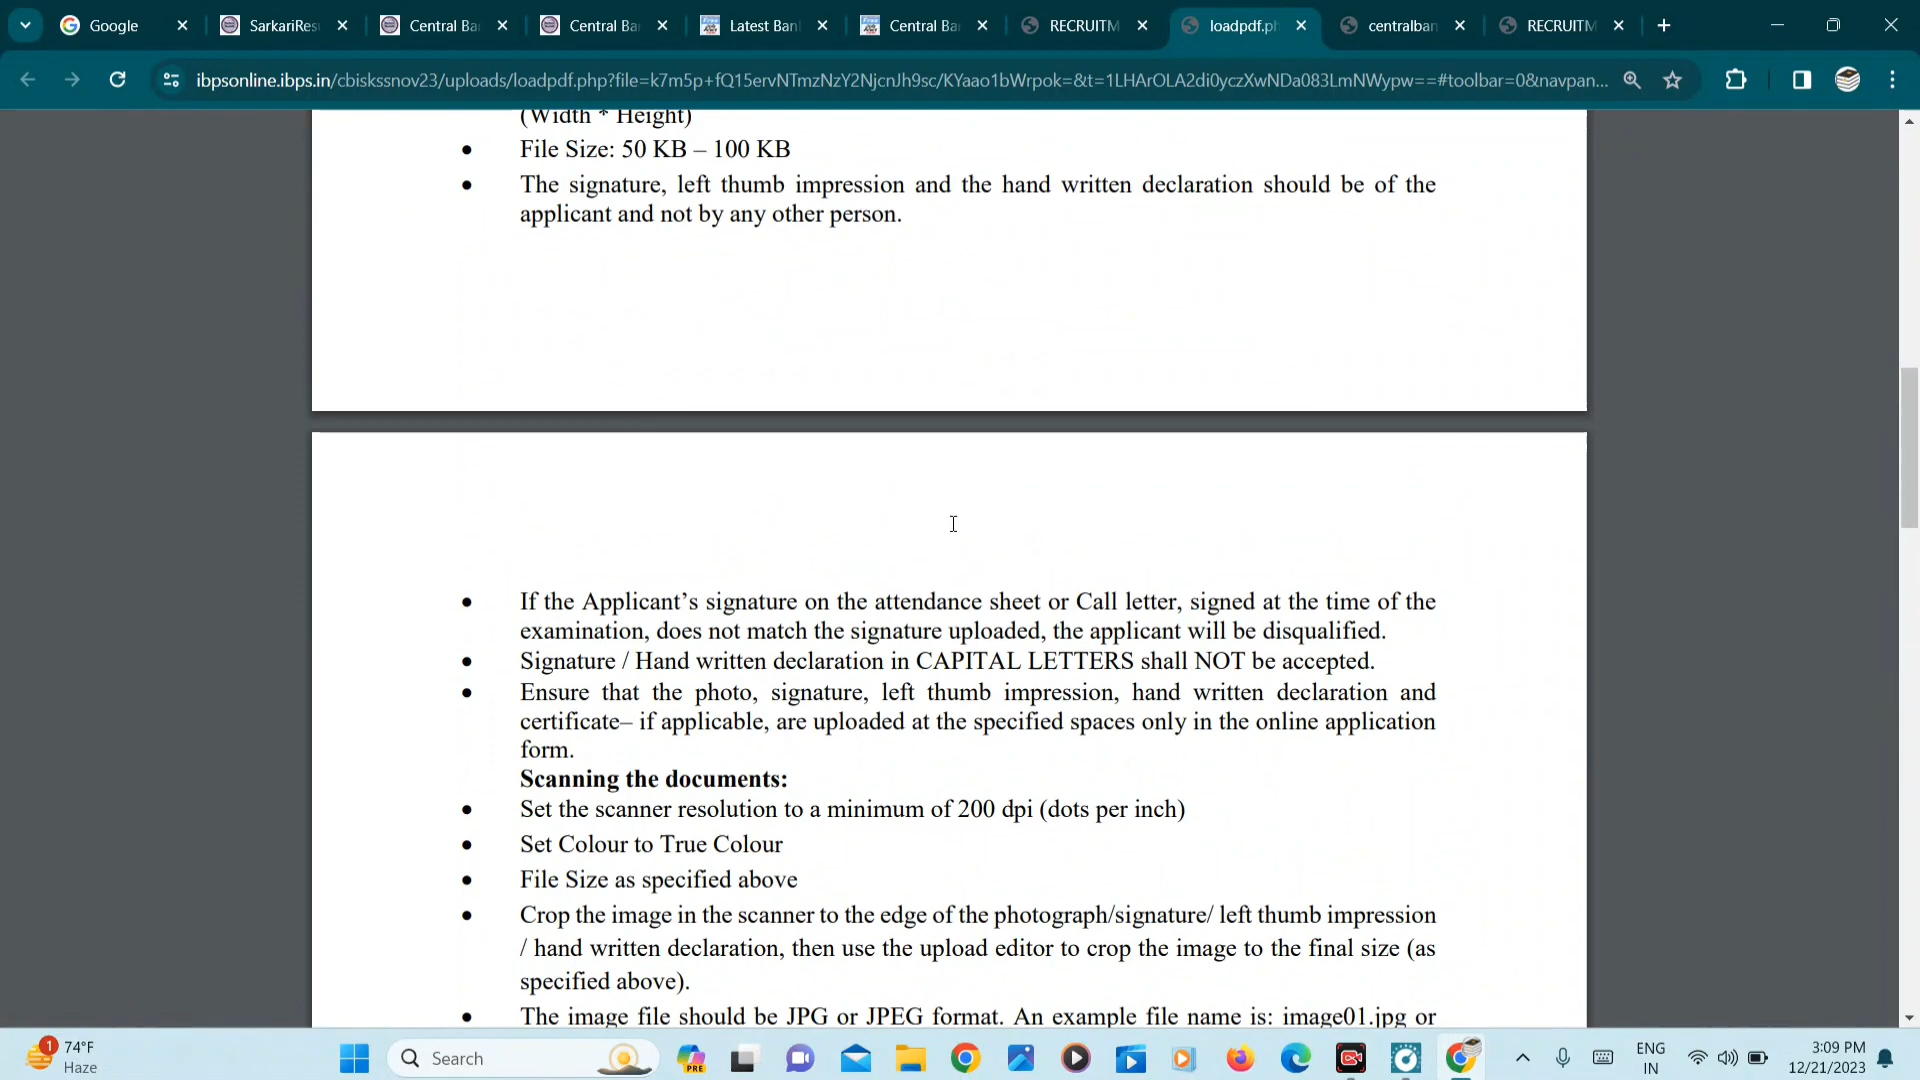 Google
SarkariRes
Central Ba
Central Ba
Latest Ban
Central Ba
RECRUITM
loadpdf.ph
centralban
RECRUITM
ibpsonline.ibps.in/cbiskssnov23/uploads/loadpdf.php?file=k7m5p+fQ15ervNTmzNzY2NjcnJh9sc/KYaao1bWrpok=&t=1LHArOLA2di0yczXwNDa083LmNWypw==#toolbar=0&navpan...
(Width * Height)
• File Size: 50 KB – 100 KB
• The signature, left thumb impression and the hand written declaration should be of the
applicant and not by any other person.
• If the Applicant’s signature on the attendance sheet or Call letter, signed at the time of the
examination, does not match the signature uploaded, the applicant will be disqualified.
• Signature / Hand written declaration in CAPITAL LETTERS shall NOT be accepted.
• Ensure that the photo, signature, left thumb impression, hand written declaration and
certificate– if applicable, are uploaded at the specified spaces only in the online application
form.
Scanning the documents:
• Set the scanner resolution to a minimum of 200 dpi (dots per inch)
• Set Colour to True Colour
• File Size as specified above
• Crop the image in the scanner to the edge of the photograph/signature/ left thumb impression
/ hand written declaration, then use the upload editor to crop the image to the final size (as
specified above).
• The image file should be JPG or JPEG format. An example file name is: image01.jpg or
1
74°F
Haze
Search
PRE
ENG
IN
3:09 PM
12/21/2023